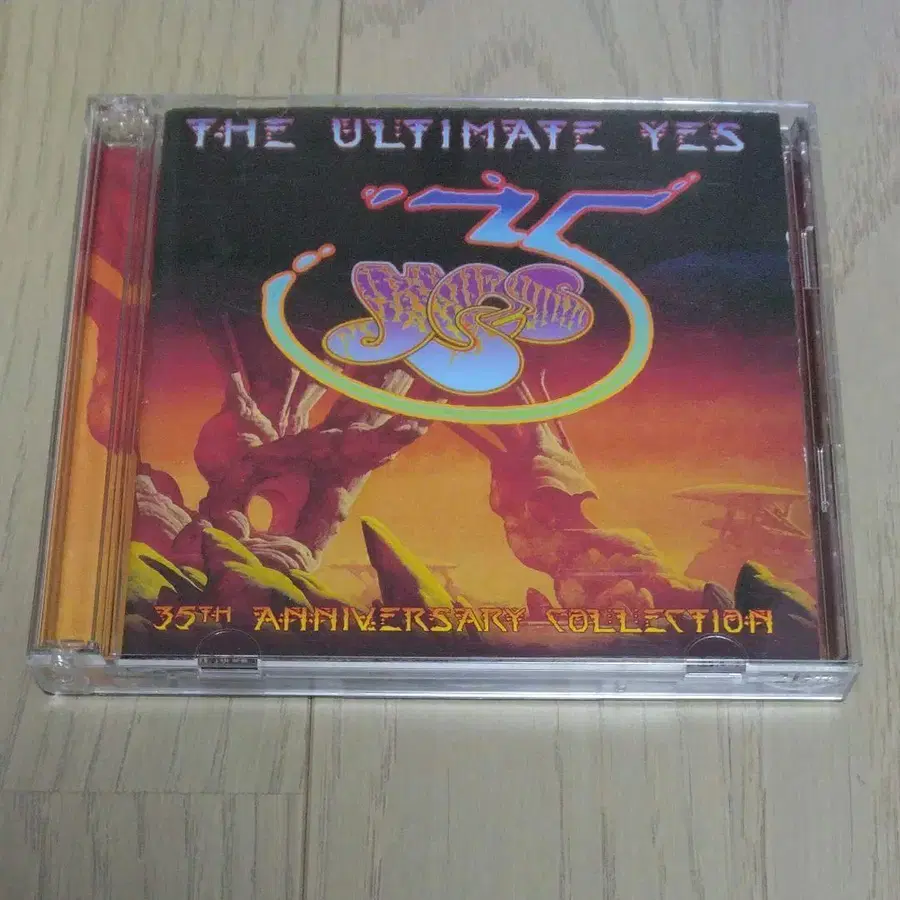 THE ULTIMATE YES
35
YES
35TH ANNIVERSARY COLLECTION